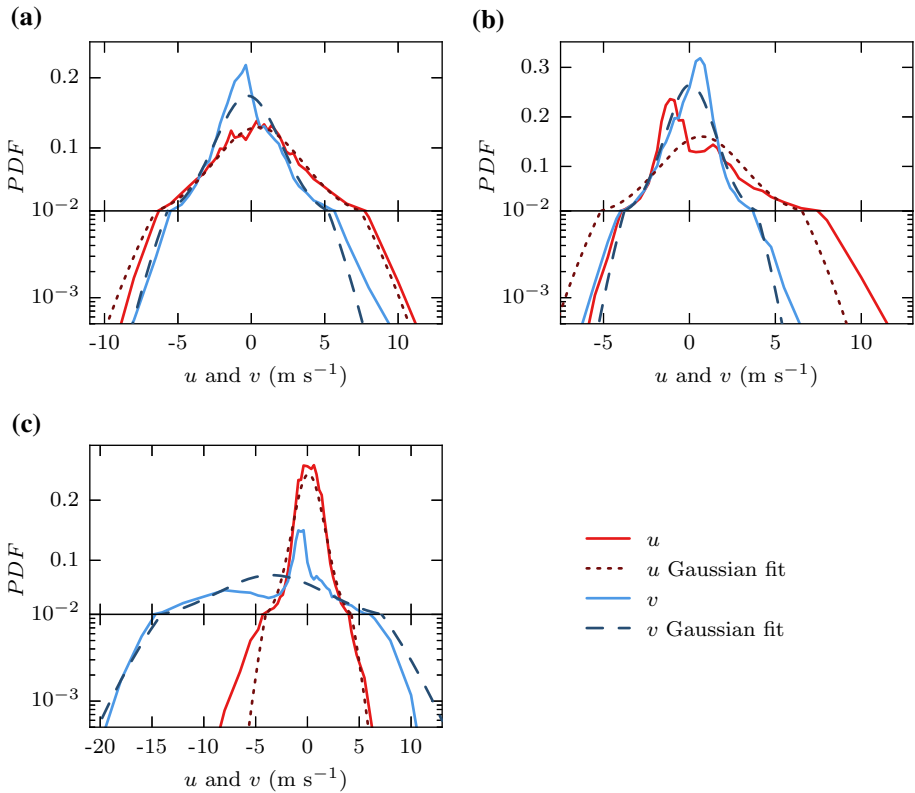 (a)
PDF
0.2
0.1
10⁻²
10⁻³
-10 -5 0 5 10
u and v (m s⁻¹)
(b)
PDF
0.3
0.2
0.1
10⁻²
10⁻³
-5 0 5 10
u and v (m s⁻¹)
(c)
PDF
0.2
0.1
10⁻²
10⁻³
-20 -15 -10 -5 0 5 10
u and v (m s⁻¹)
u
u Gaussian fit
v
v Gaussian fit